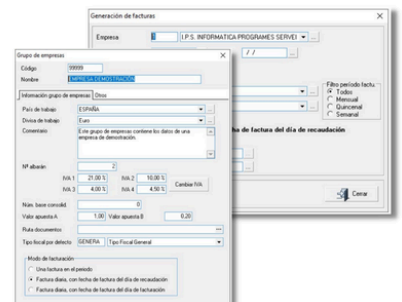 Generación de facturas
Empresa 1 I.P.S. INFORMATICA PROGRAMES SERVEI ...
/ / ...
Filtro período factu.
Todos
Mensual
Quincenal
Semanal
ha de factura del día de recaudación
Cerrar
Grupo de empresas
Código 99999
Nombre EMPRESA DEMOSTRACIÓN
Información grupo de empresas Otros
País de trabajo ESPAÑA ...
Divisa de trabajo Euro ...
Comentario Este grupo de empresas contiene los datos de una
empresa de demostración.
Nº albarán 2
IVA 1 21,00 % IVA 2 10,00 %
IVA 3 4,00 % IVA 4 4,50 % Cambiar IVA
Núm. base consolid. 0
Valor apuesta A 1,00 Valor apuesta B 0,20
Ruta documentos ...
Tipo fiscal por defecto GENERA Tipo Fiscal General
Modo de facturación
Una factura en el periodo
Factura diaria, con fecha de factura del día de recaudación
Factura diaria, con fecha de factura del día de facturación